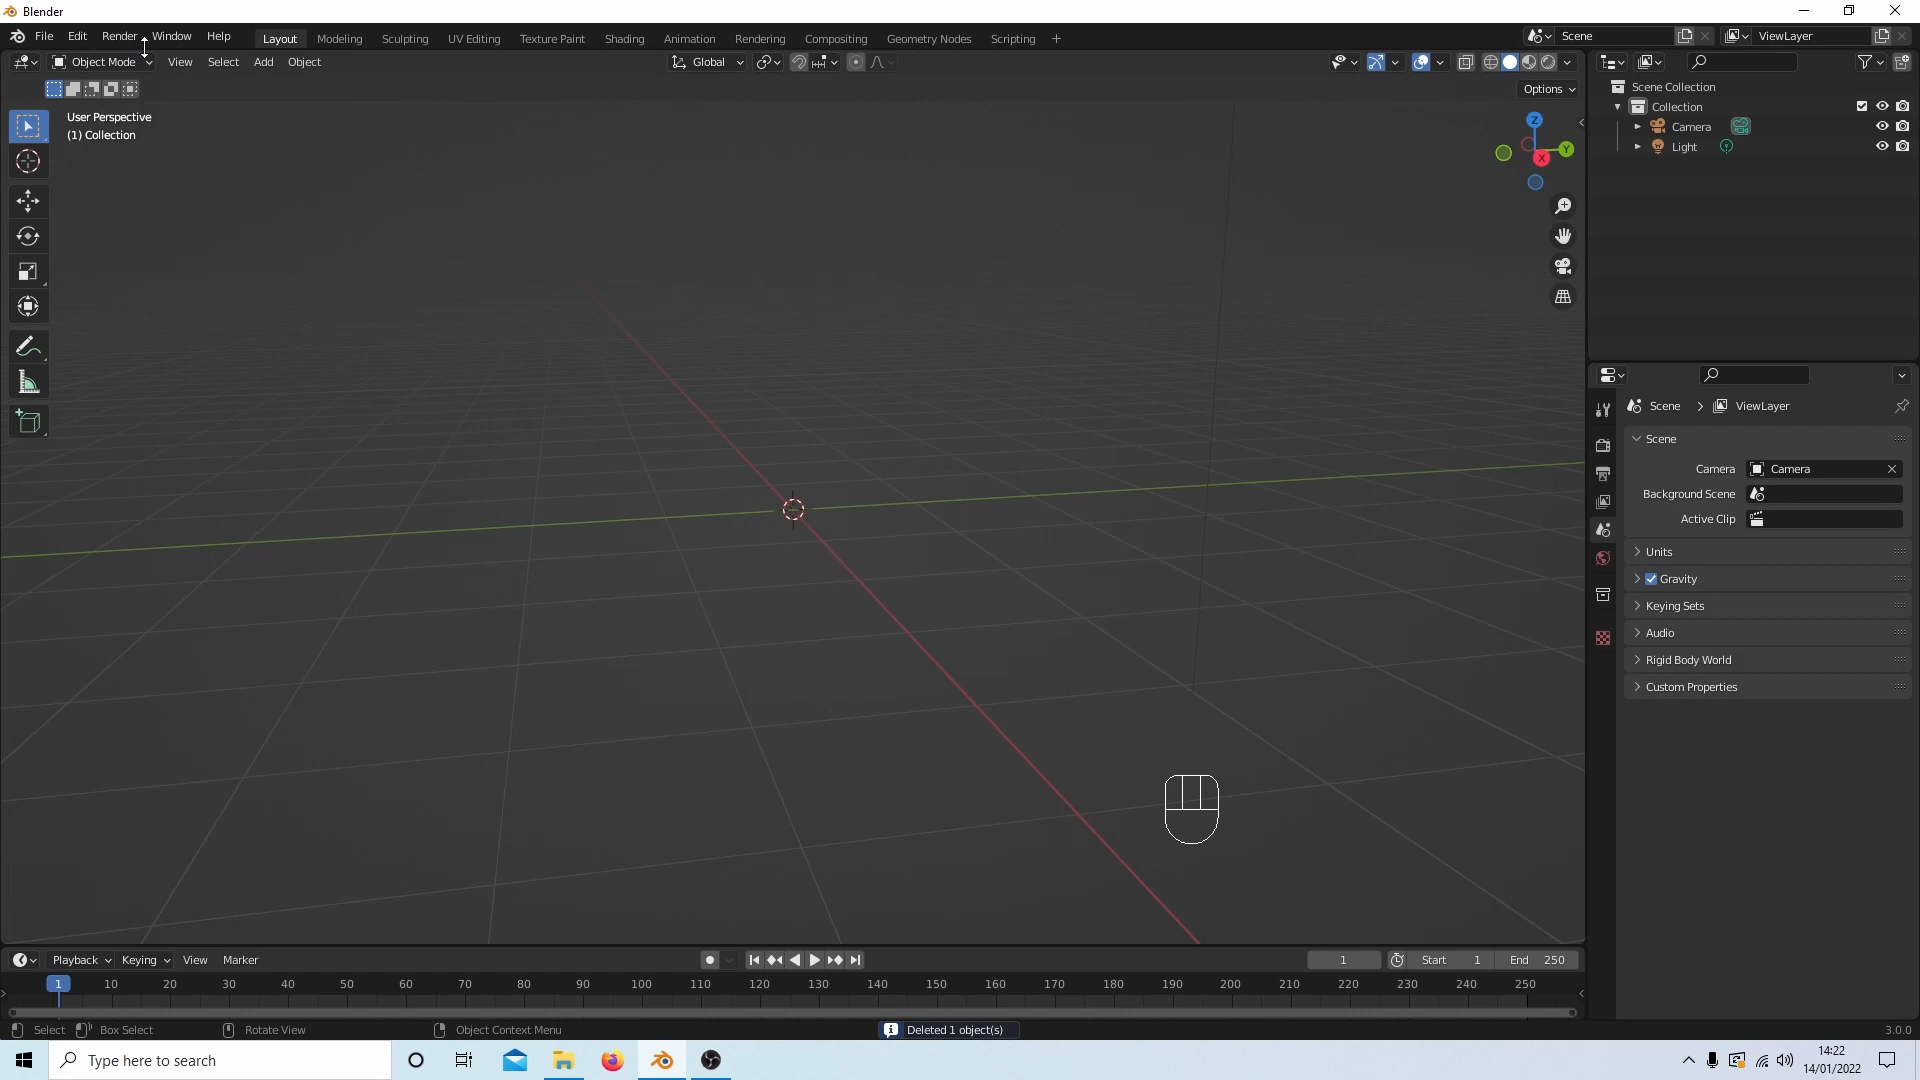 Blender
File Edit Render Window Help Layout Modeling Sculpting UV Editing Texture Paint Shading Animation Rendering Compositing Geometry Nodes Scripting + Scene ViewLayer
Object Mode View Select Add Object Global
Options
User Perspective
(1) Collection
Z
Y
X
Scene Collection
Collection
Camera
Light
Scene > ViewLayer
Scene
Camera Camera
Background Scene
Active Clip
Units
Gravity
Keying Sets
Audio
Rigid Body World
Custom Properties
Playback Keying View Marker 1 Start 1 End 250
1 10 20 30 40 50 60 70 80 90 100 110 120 130 140 150 160 170 180 190 200 210 220 230 240 250
Select Box Select Rotate View Object Context Menu Deleted 1 object(s) 3.0.0
Type here to search
14:22
14/01/2022